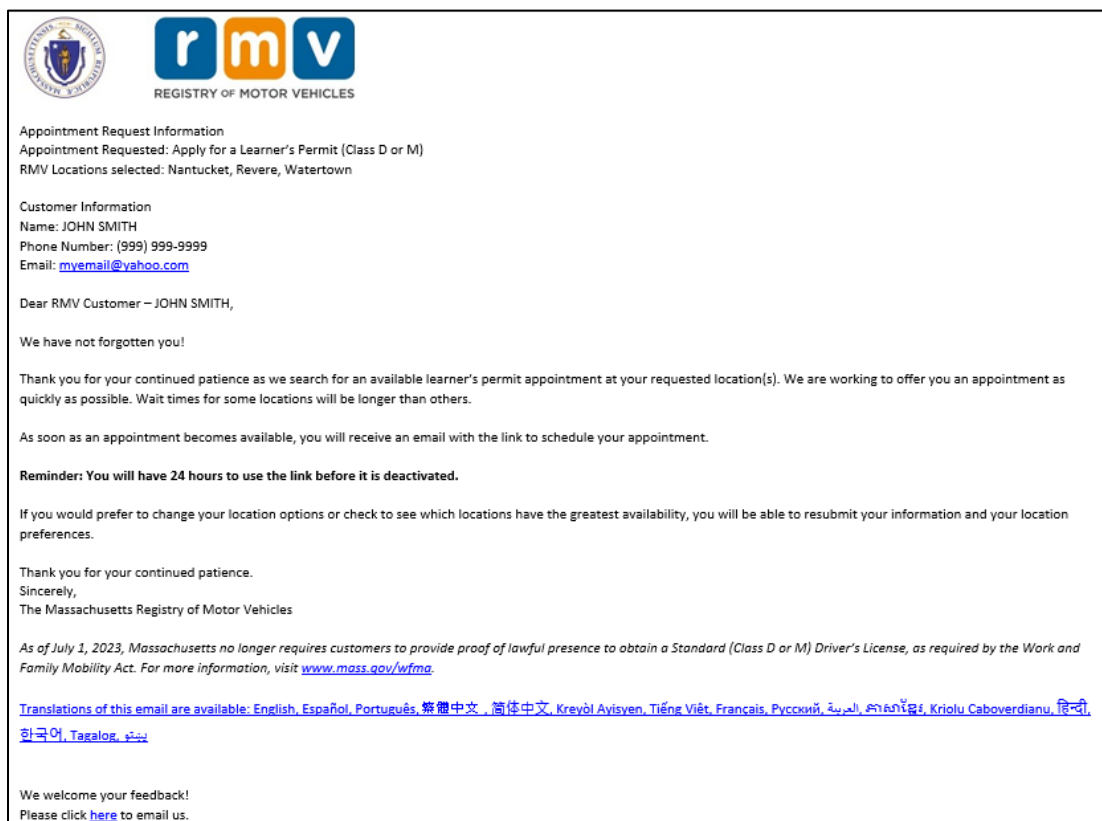 rmv
REGISTRY OF MOTOR VEHICLES
Appointment Request Information
Appointment Requested: Apply for a Learner's Permit (Class D or M)
RMV Locations selected: Nantucket, Revere, Watertown
Customer Information
Name: JOHN SMITH
Phone Number: (999) 999-9999
Email: myemail@yahoo.com
Dear RMV Customer – JOHN SMITH,
We have not forgotten you!
Thank you for your continued patience as we search for an available learner's permit appointment at your requested location(s). We are working to offer you an appointment as
quickly as possible. Wait times for some locations will be longer than others.
As soon as an appointment becomes available, you will receive an email with the link to schedule your appointment.
Reminder: You will have 24 hours to use the link before it is deactivated.
If you would prefer to change your location options or check to see which locations have the greatest availability, you will be able to resubmit your information and your location
preferences.
Thank you for your continued patience.
Sincerely,
The Massachusetts Registry of Motor Vehicles
As of July 1, 2023, Massachusetts no longer requires customers to provide proof of lawful presence to obtain a Standard (Class D or M) Driver's License, as required by the Work and
Family Mobility Act. For more information, visit www.mass.gov/wfma.
Translations of this email are available: English, Español, Português, 繁體中文 , 简体中文, Kreyòl Ayisyen, Tiếng Việt, Français, Русский, العربية, ភាសាខ្មែរ, Kriolu Caboverdianu, हिन्दी,
한국어, Tagalog, پښتو
We welcome your feedback!
Please click here to email us.